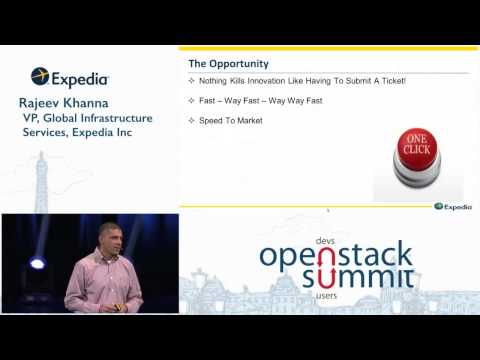 Expedia
Rajeev Khanna
VP, Global Infrastructure
Services, Expedia Inc
The Opportunity
Nothing Kills Innovation Like Having To Submit A Ticket!
Fast – Way Fast – Way Way Fast
Speed To Market
ONE
CLICK
Expedia
devs
openstack
summit
users